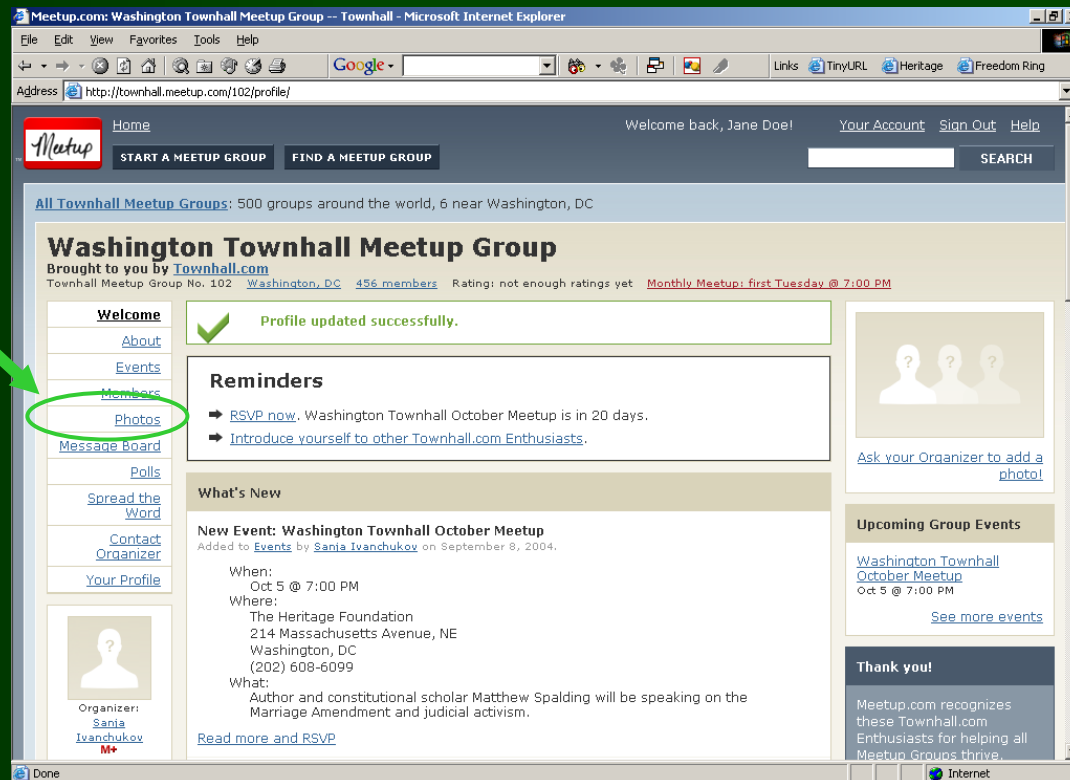 Meetup.com: Washington Townhall Meetup Group -- Townhall - Microsoft Internet Explorer
File Edit View Favorites Tools Help
Google Links TinyURL Heritage Freedom Ring
Address http://townhall.meetup.com/102/profile/
Meetup
Home Welcome back, Jane Doe! Your Account Sign Out Help
START A MEETUP GROUP FIND A MEETUP GROUP SEARCH
All Townhall Meetup Groups: 500 groups around the world, 6 near Washington, DC
Washington Townhall Meetup Group
Brought to you by Townhall.com
Townhall Meetup Group No. 102 Washington, DC 456 members Rating: not enough ratings yet Monthly Meetup: first Tuesday @ 7:00 PM
Welcome
About
Events
Members
Photos
Message Board
Polls
Spread the
Word
Contact
Organizer
Your Profile
Organizer:
Sanja
Ivanchukov
M+
Profile updated successfully.
Reminders
RSVP now. Washington Townhall October Meetup is in 20 days.
Introduce yourself to other Townhall.com Enthusiasts.
What's New
New Event: Washington Townhall October Meetup
Added to Events by Sanja Ivanchukov on September 8, 2004.
When:
Oct 5 @ 7:00 PM
Where:
The Heritage Foundation
214 Massachusetts Avenue, NE
Washington, DC
(202) 608-6099
What:
Author and constitutional scholar Matthew Spalding will be speaking on the
Marriage Amendment and judicial activism.
Read more and RSVP
Ask your Organizer to add a
photo!
Upcoming Group Events
Washington Townhall
October Meetup
Oct 5 @ 7:00 PM
See more events
Thank you!
Meetup.com recognizes
these Townhall.com
Enthusiasts for helping all
Meetup Groups thrive.
Done Internet